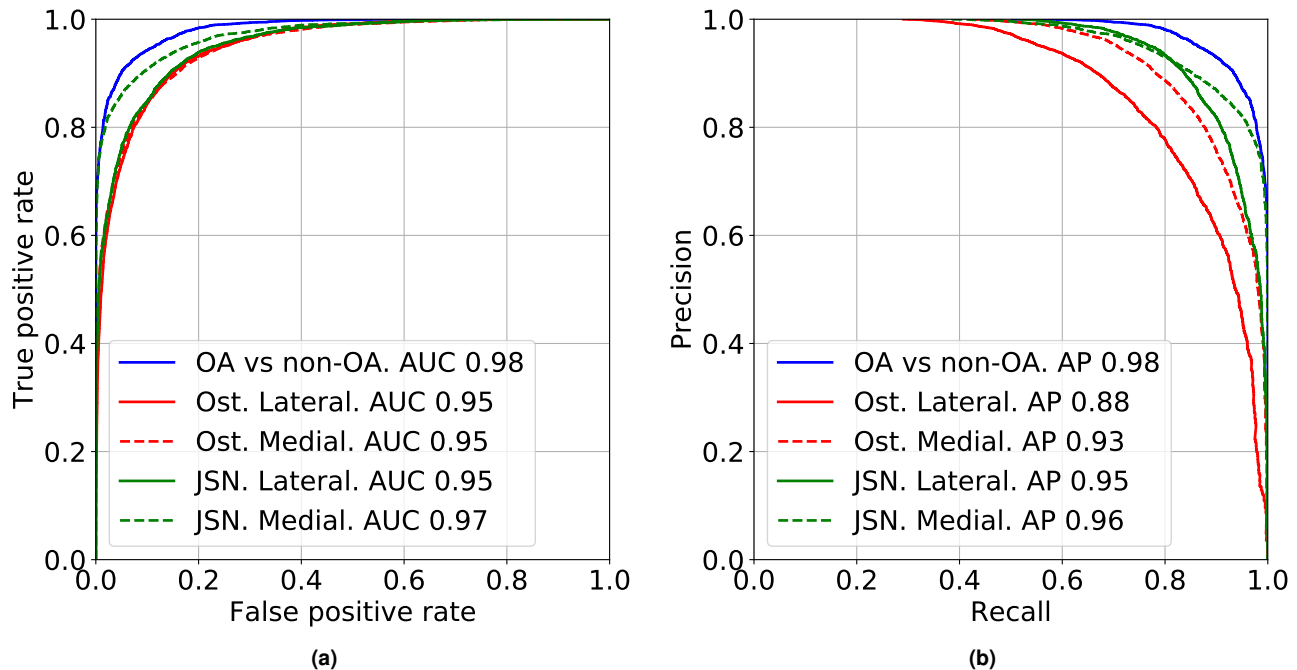 1.0
0.8
0.6
0.4
0.2
0.0
True positive rate
OA vs non-OA. AUC 0.98
Ost. Lateral. AUC 0.95
Ost. Medial. AUC 0.95
JSN. Lateral. AUC 0.95
JSN. Medial. AUC 0.97
0.0 0.2 0.4 0.6 0.8 1.0
False positive rate
(a)
1.0
0.8
0.6
0.4
0.2
0.0
Precision
OA vs non-OA. AP 0.98
Ost. Lateral. AP 0.88
Ost. Medial. AP 0.93
JSN. Lateral. AP 0.95
JSN. Medial. AP 0.96
0.0 0.2 0.4 0.6 0.8 1.0
Recall
(b)